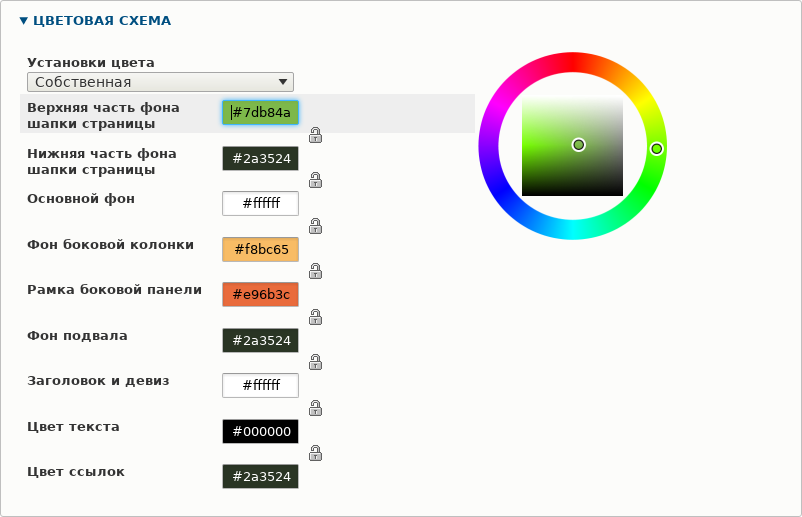 ЦВЕТОВАЯ СХЕМА
Установки цвета
Собственная
Верхняя часть фона
шапки страницы
#7db84a
Нижняя часть фона
шапки страницы
#2a3524
Основной фон
#ffffff
Фон боковой колонки
#f8bc65
Рамка боковой панели
#e96b3c
Фон подвала
#2a3524
Заголовок и девиз
#ffffff
Цвет текста
#000000
Цвет ссылок
#2a3524